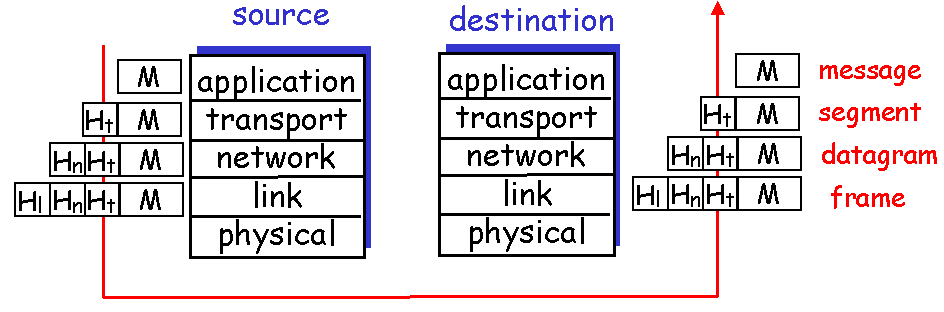 source destination
M application application M message
Ht M transport transport Ht M segment
Hn Ht M network network Hn Ht M datagram
Hl Hn Ht M link link Hl Hn Ht M frame
physical physical